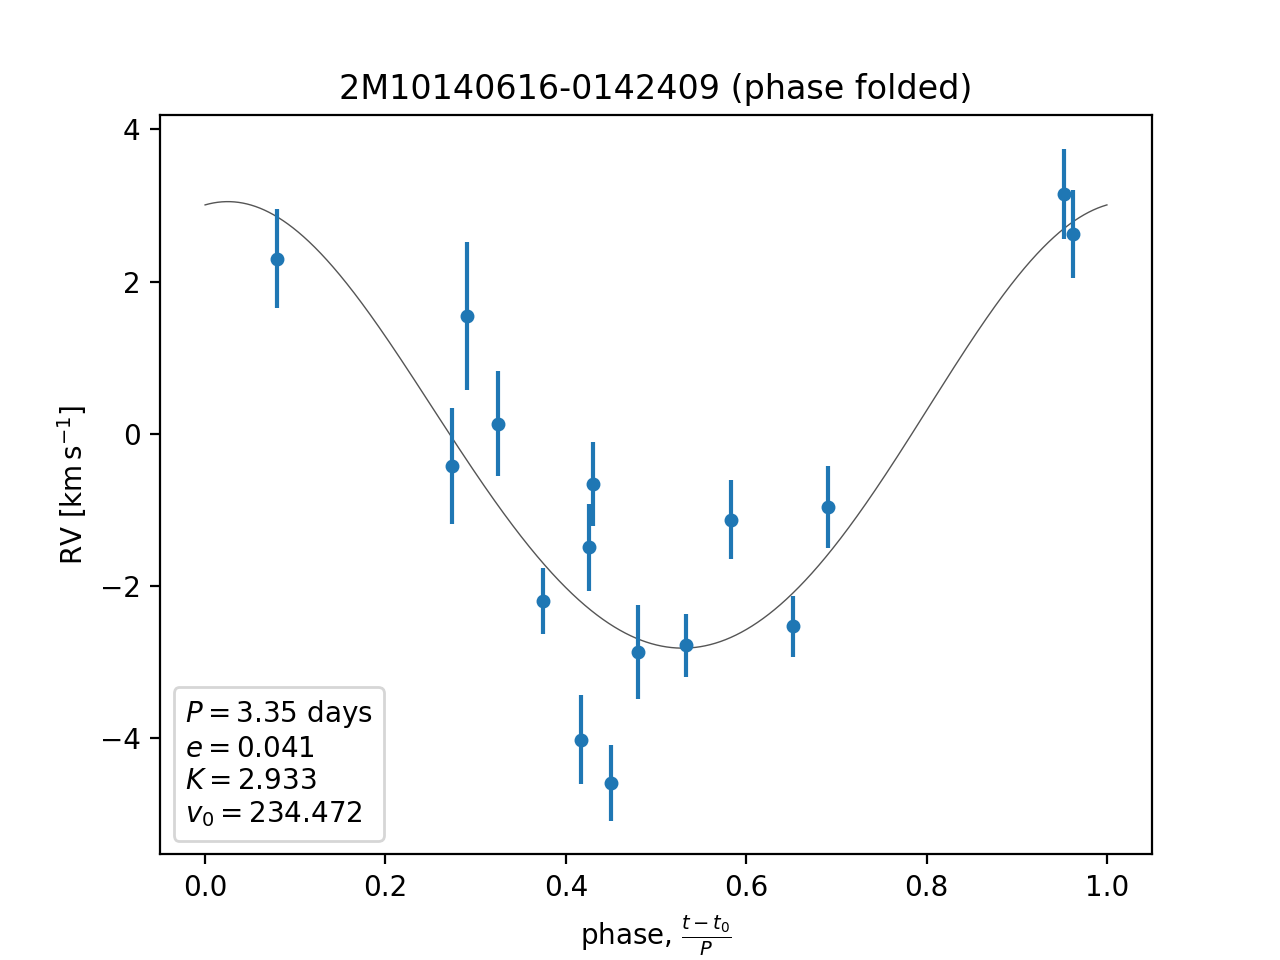 2M10140616-0142409 (phase folded)
4
2
0
−2
−4
RV [km s⁻¹]
P = 3.35 days
e = 0.041
K = 2.933
v₀ = 234.472
0.0 0.2 0.4 0.6 0.8 1.0
phase, (t − t₀)/P